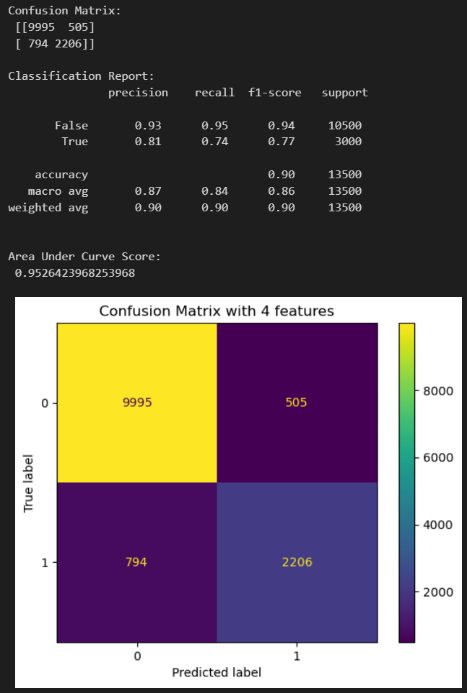 Confusion Matrix:
[[9995  505]
[ 794 2206]]
Classification Report:
precision    recall  f1-score   support
False       0.93      0.95      0.94     10500
True       0.81      0.74      0.77      3000
accuracy                           0.90     13500
macro avg       0.87      0.84      0.86     13500
weighted avg       0.90      0.90      0.90     13500
Area Under Curve Score:
0.9526423968253968
Confusion Matrix with 4 features
8000
0
9995
505
6000
True label
4000
1
794
2206
2000
0
1
Predicted label